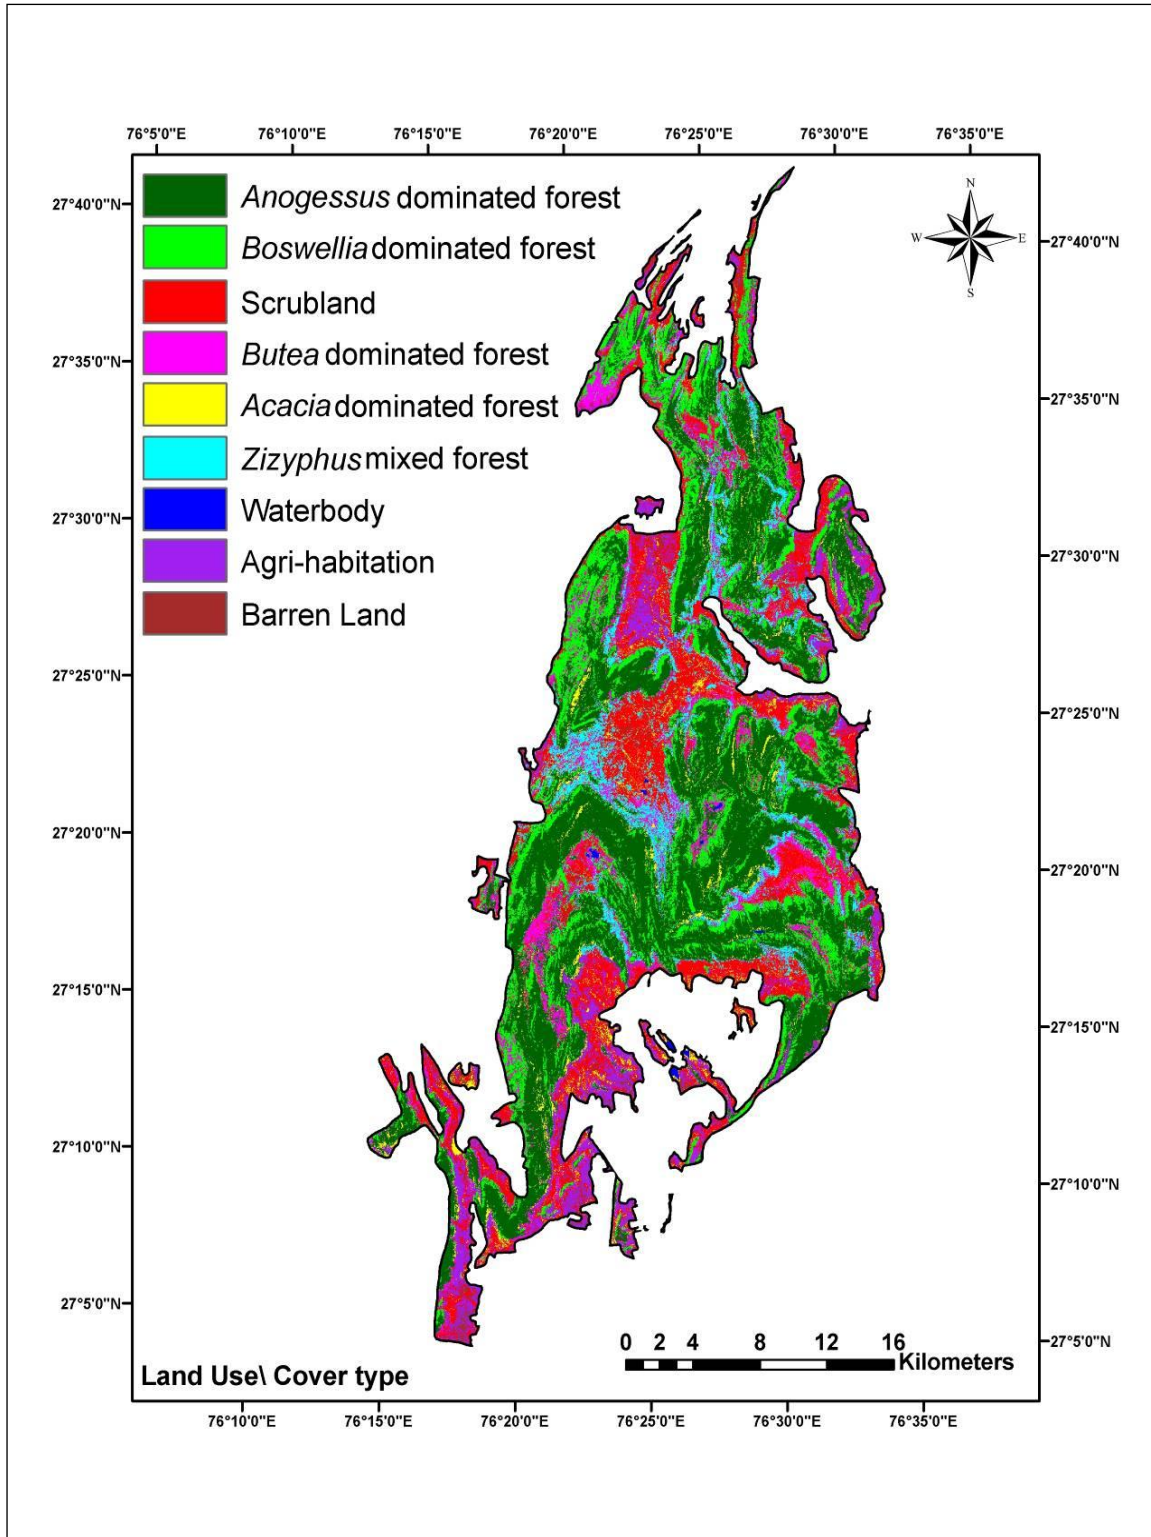 76°5'0"E 76°10'0"E 76°15'0"E 76°20'0"E 76°25'0"E 76°30'0"E 76°35'0"E
Anogessus dominated forest
Boswellia dominated forest
Scrubland
Butea dominated forest
Acacia dominated forest
Zizyphus mixed forest
Waterbody
Agri-habitation
Barren Land
N
W E
S
27°40'0"N
27°35'0"N
27°30'0"N
27°25'0"N
27°20'0"N
27°15'0"N
27°10'0"N
27°5'0"N
27°40'0"N
27°35'0"N
27°30'0"N
27°25'0"N
27°20'0"N
27°15'0"N
27°10'0"N
27°5'0"N
0 2 4 8 12 16
Kilometers
Land Use\ Cover type
76°10'0"E 76°15'0"E 76°20'0"E 76°25'0"E 76°30'0"E 76°35'0"E